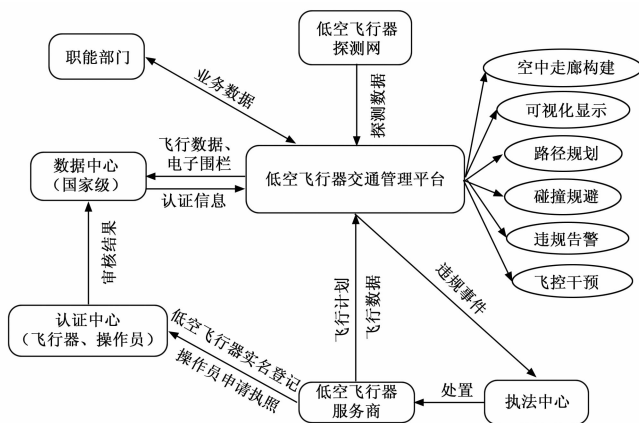 职能部门
低空飞行器
探测网
空中走廊构建
可视化显示
路径规划
碰撞规避
违规告警
飞控干预
业务数据
探测数据
飞行数据、
电子围栏
数据中心
（国家级）
认证信息
低空飞行器交通管理平台
审核结果
认证中心
（飞行器、操作员）
低空飞行器实名登记
操作员申请执照
飞行计划
飞行数据
违规事件
低空飞行器
服务商
处置
执法中心